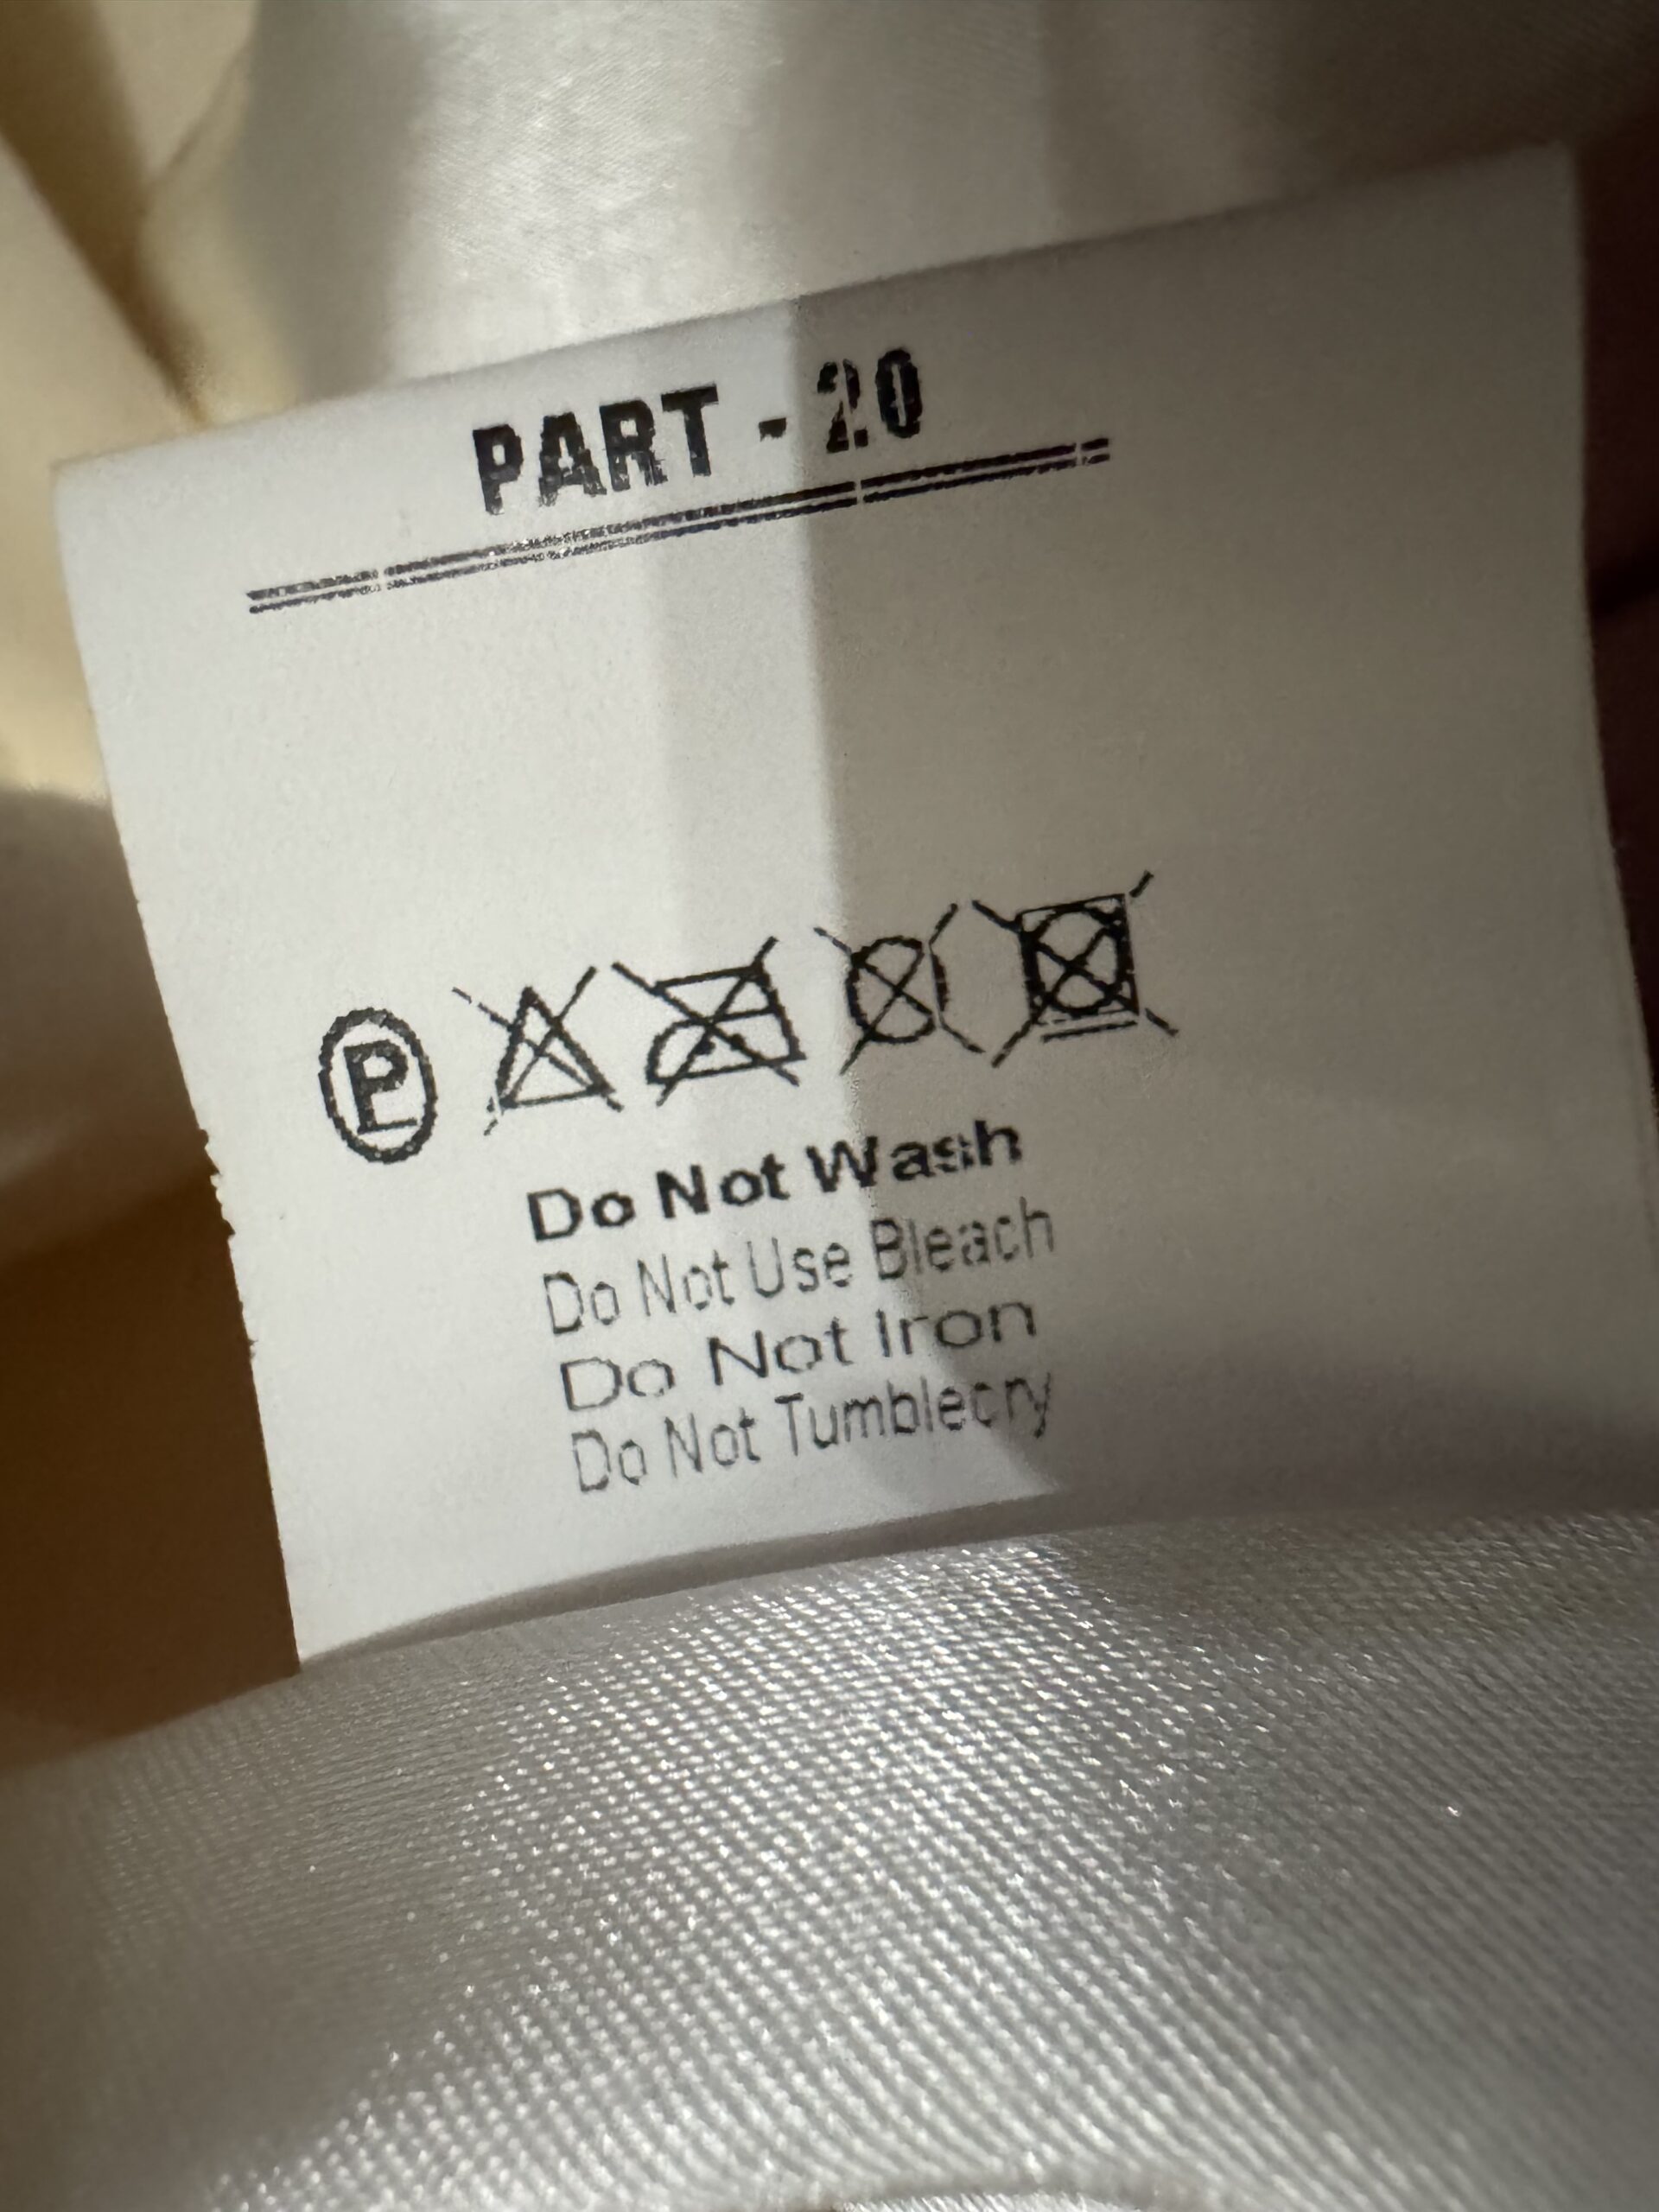 PART - 20
P
Do Not Wash
Do Not Use Bleach
Do Not Iron
Do Not Tumblecry